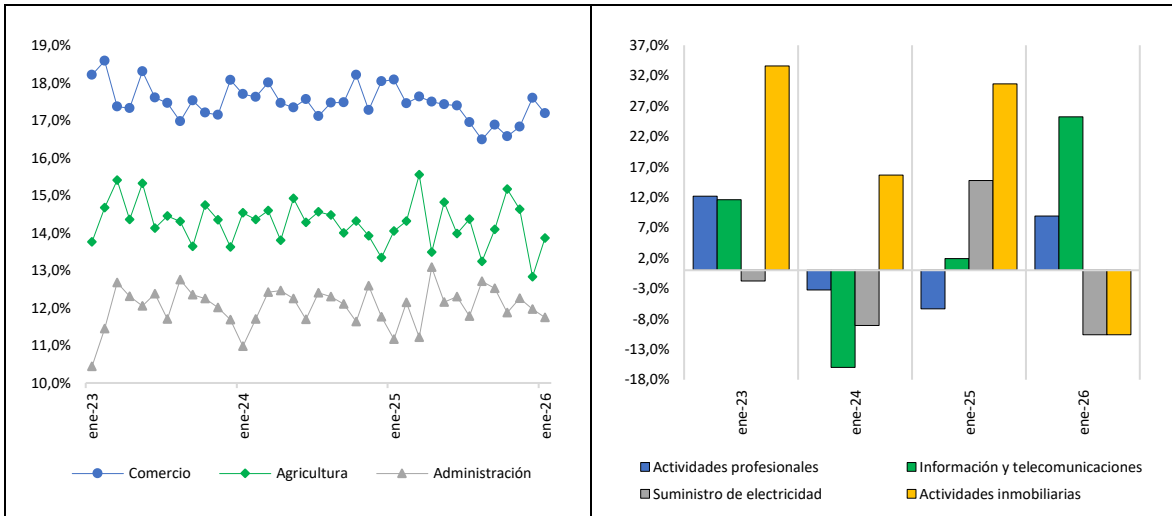 19,0%
18,0%
17,0%
16,0%
15,0%
14,0%
13,0%
12,0%
11,0%
10,0%
ene-23
ene-24
ene-25
ene-26
Comercio
Agricultura
Administración
37,0%
32,0%
27,0%
22,0%
17,0%
12,0%
7,0%
2,0%
-3,0%
-8,0%
-13,0%
-18,0%
ene-23
ene-24
ene-25
ene-26
Actividades profesionales
Información y telecomunicaciones
Suministro de electricidad
Actividades inmobiliarias